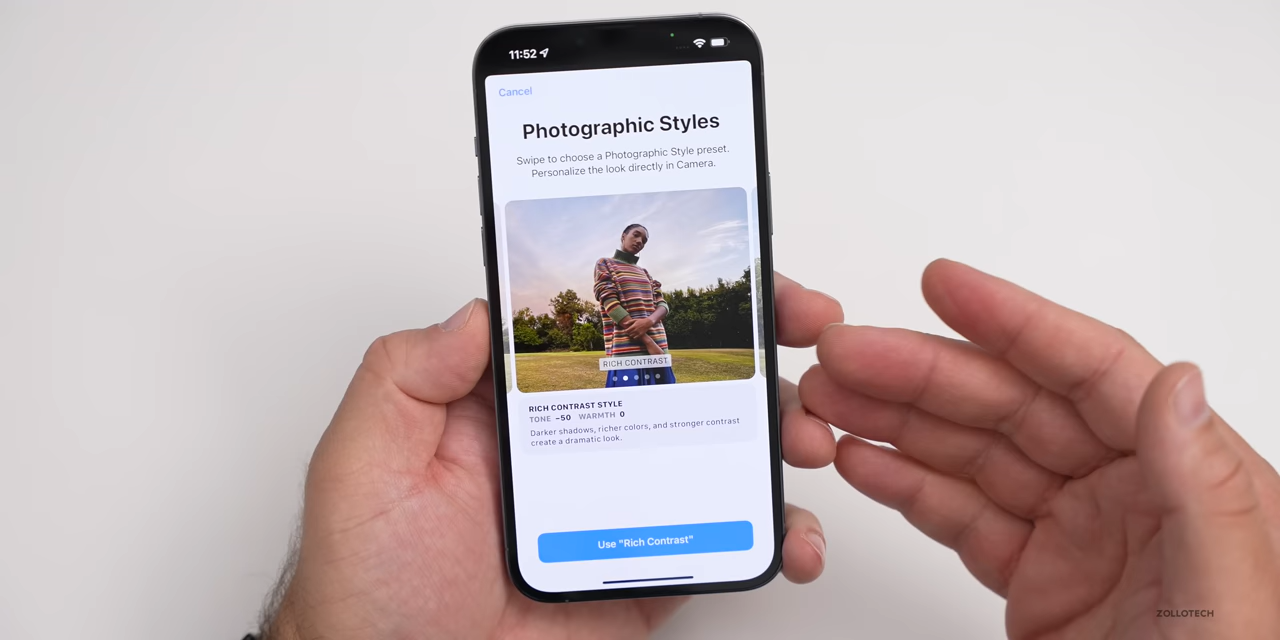 11:52
Cancel
Photographic Styles
Swipe to choose a Photographic Style preset.
Personalize the look directly in Camera.
RICH CONTRAST
RICH CONTRAST STYLE
TONE −50 WARMTH 0
Darker shadows, richer colors, and stronger contrast
create a dramatic look.
Use "Rich Contrast"
ZOLLOTECH